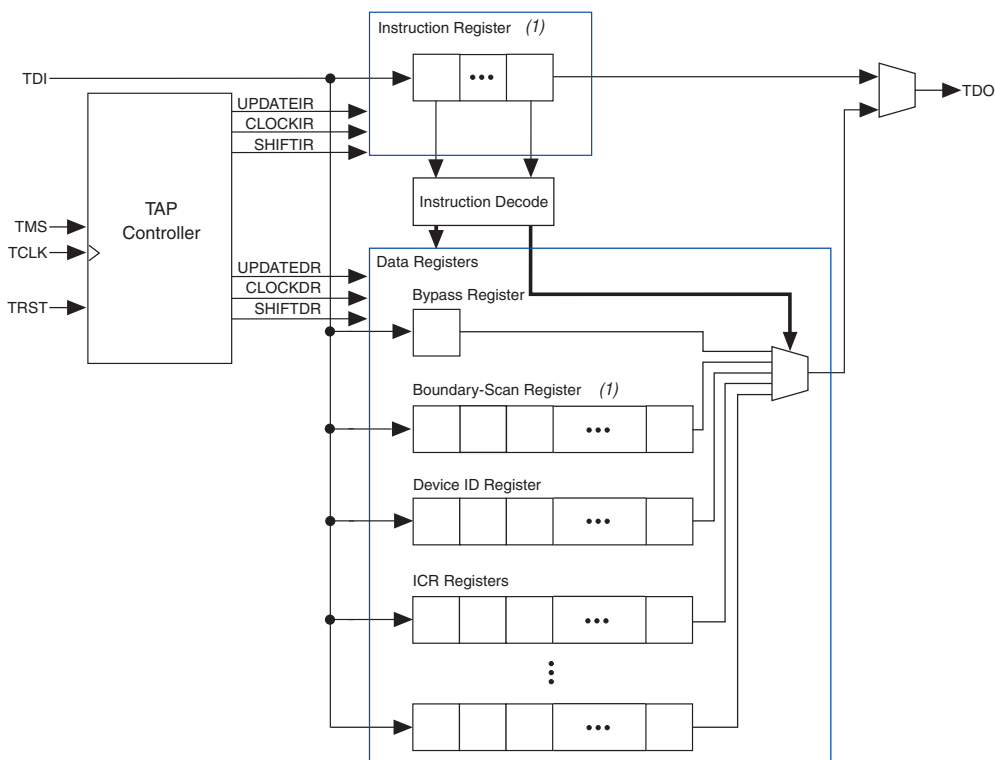 Instruction Register (1)
TDI
TDO
UPDATEIR
CLOCKIR
SHIFTIR
TAP
Controller
Instruction Decode
TMS
TCLK
TRST
Data Registers
UPDATEDR
CLOCKDR
SHIFTDR
Bypass Register
Boundary-Scan Register (1)
Device ID Register
ICR Registers